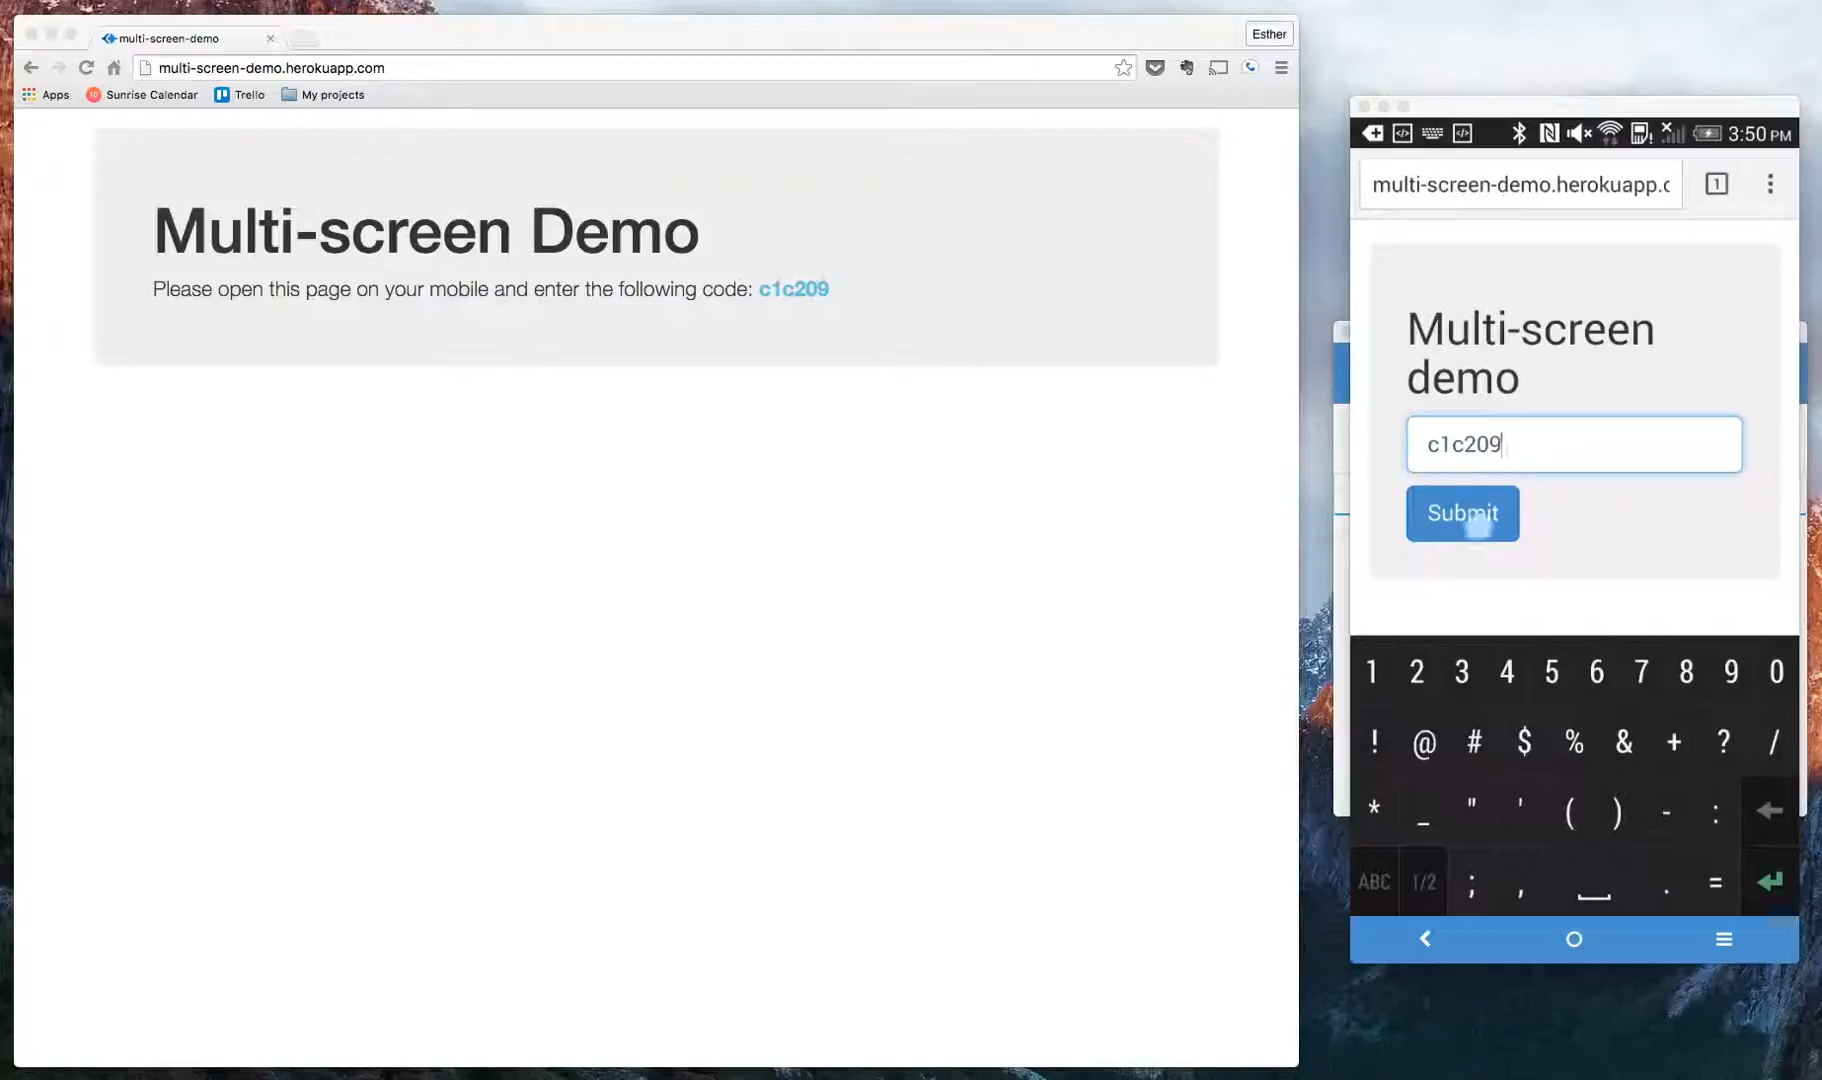 multi-screen-demo
Esther
multi-screen-demo.herokuapp.com
Apps
10
Sunrise Calendar
Trello
My projects
Multi-screen Demo
Please open this page on your mobile and enter the following code: c1c209
3:50 PM
multi-screen-demo.herokuapp.c
1
Multi-screen
demo
c1c209
Submit
1 2 3 4 5 6 7 8 9 0
! @ # $ % & + ? /
* _ " ' ( ) - :
ABC 1/2 ; , . =